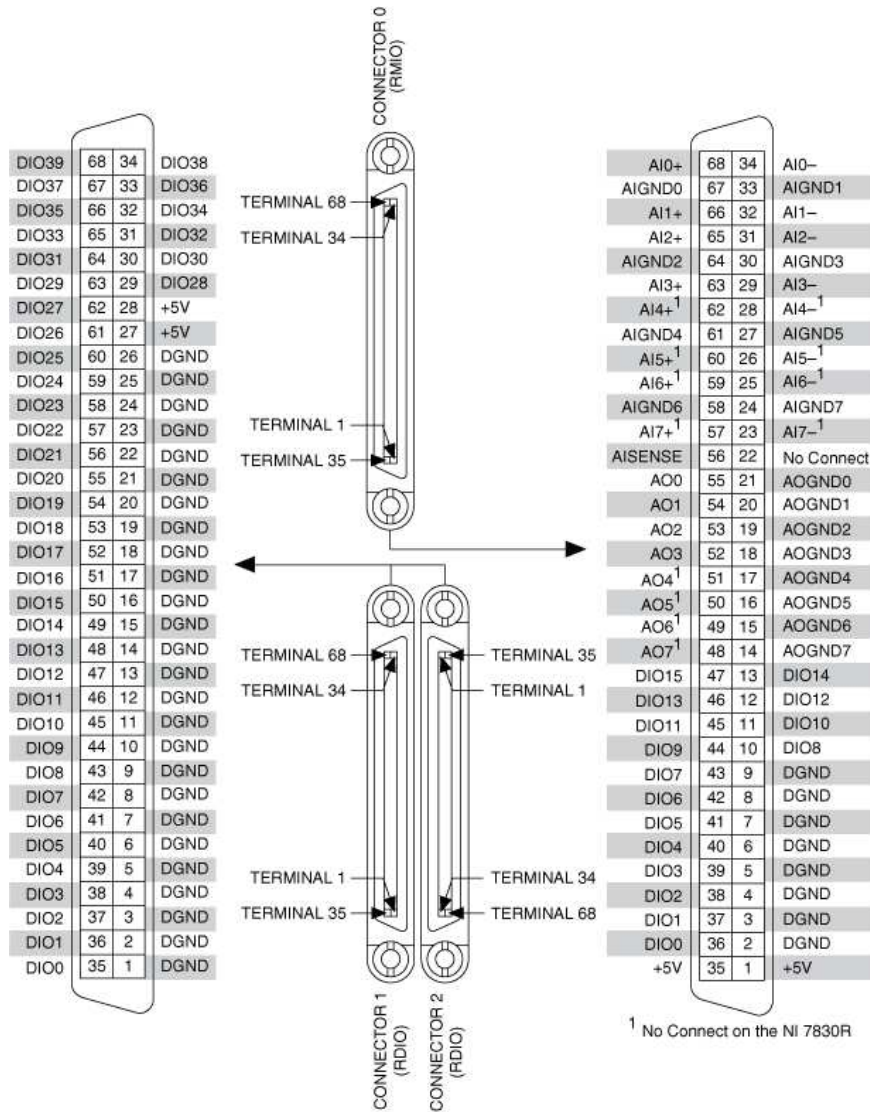 CONNECTOR 0
(RMIO)
DIO39 68 34 DIO38
DIO37 67 33 DIO36
DIO35 66 32 DIO34
DIO33 65 31 DIO32
DIO31 64 30 DIO30
DIO29 63 29 DIO28
DIO27 62 28 +5V
DIO26 61 27 +5V
DIO25 60 26 DGND
DIO24 59 25 DGND
DIO23 58 24 DGND
DIO22 57 23 DGND
DIO21 56 22 DGND
DIO20 55 21 DGND
DIO19 54 20 DGND
DIO18 53 19 DGND
DIO17 52 18 DGND
DIO16 51 17 DGND
DIO15 50 16 DGND
DIO14 49 15 DGND
DIO13 48 14 DGND
DIO12 47 13 DGND
DIO11 46 12 DGND
DIO10 45 11 DGND
DIO9 44 10 DGND
DIO8 43 9 DGND
DIO7 42 8 DGND
DIO6 41 7 DGND
DIO5 40 6 DGND
DIO4 39 5 DGND
DIO3 38 4 DGND
DIO2 37 3 DGND
DIO1 36 2 DGND
DIO0 35 1 DGND
TERMINAL 68
TERMINAL 34
TERMINAL 1
TERMINAL 35
TERMINAL 68
TERMINAL 34
TERMINAL 35
TERMINAL 1
TERMINAL 1
TERMINAL 35
TERMINAL 34
TERMINAL 68
CONNECTOR 1
(RDIO)
CONNECTOR 2
(RDIO)
AI0+ 68 34 AI0–
AIGND0 67 33 AIGND1
AI1+ 66 32 AI1–
AI2+ 65 31 AI2–
AIGND2 64 30 AIGND3
AI3+ 63 29 AI3–
AI4+¹ 62 28 AI4–¹
AIGND4 61 27 AIGND5
AI5+¹ 60 26 AI5–¹
AI6+¹ 59 25 AI6–¹
AIGND6 58 24 AIGND7
AI7+¹ 57 23 AI7–¹
AISENSE 56 22 No Connect
AO0 55 21 AOGND0
AO1 54 20 AOGND1
AO2 53 19 AOGND2
AO3 52 18 AOGND3
AO4¹ 51 17 AOGND4
AO5¹ 50 16 AOGND5
AO6¹ 49 15 AOGND6
AO7¹ 48 14 AOGND7
DIO15 47 13 DIO14
DIO13 46 12 DIO12
DIO11 45 11 DIO10
DIO9 44 10 DIO8
DIO7 43 9 DGND
DIO6 42 8 DGND
DIO5 41 7 DGND
DIO4 40 6 DGND
DIO3 39 5 DGND
DIO2 38 4 DGND
DIO1 37 3 DGND
DIO0 36 2 DGND
+5V 35 1 +5V
¹ No Connect on the NI 7830R